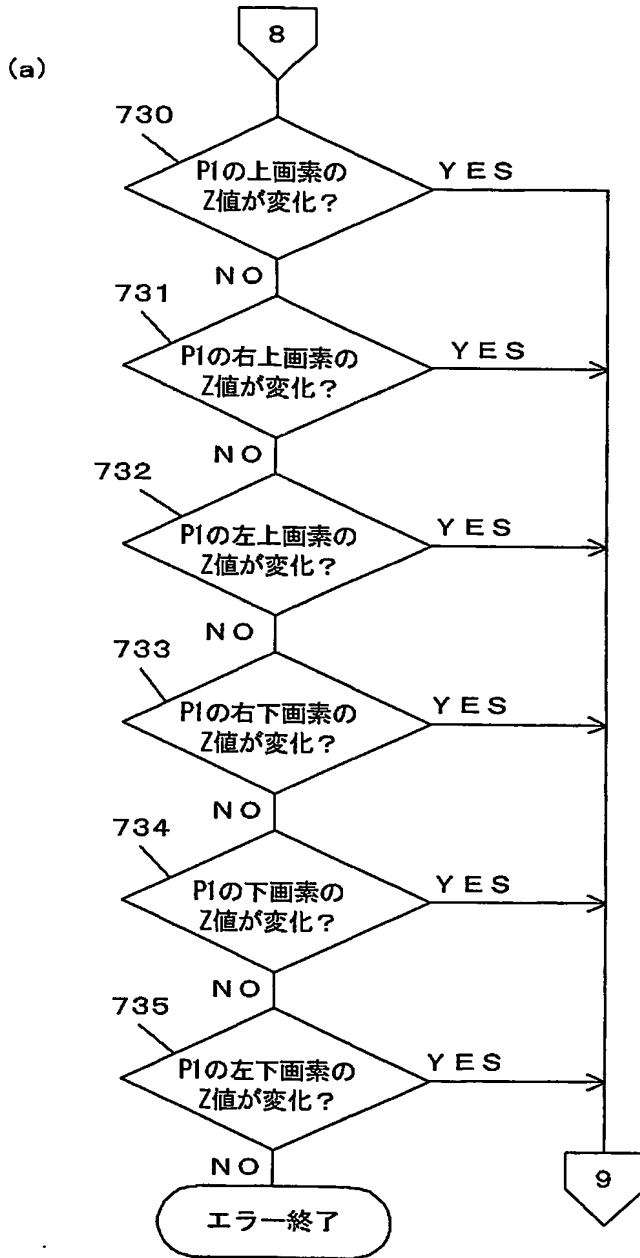 (a)
8
730
P1の上画素の
Z値が変化？
YES
NO
731
P1の右上画素の
Z値が変化？
YES
NO
732
P1の左上画素の
Z値が変化？
YES
NO
733
P1の右下画素の
Z値が変化？
YES
NO
734
P1の下画素の
Z値が変化？
YES
NO
735
P1の左下画素の
Z値が変化？
YES
NO
エラー終了
9